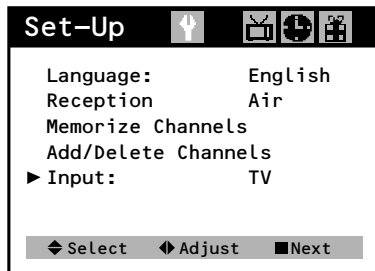 Set-Up
Language: English
Reception Air
Memorize Channels
Add/Delete Channels
Input: TV
Select Adjust Next